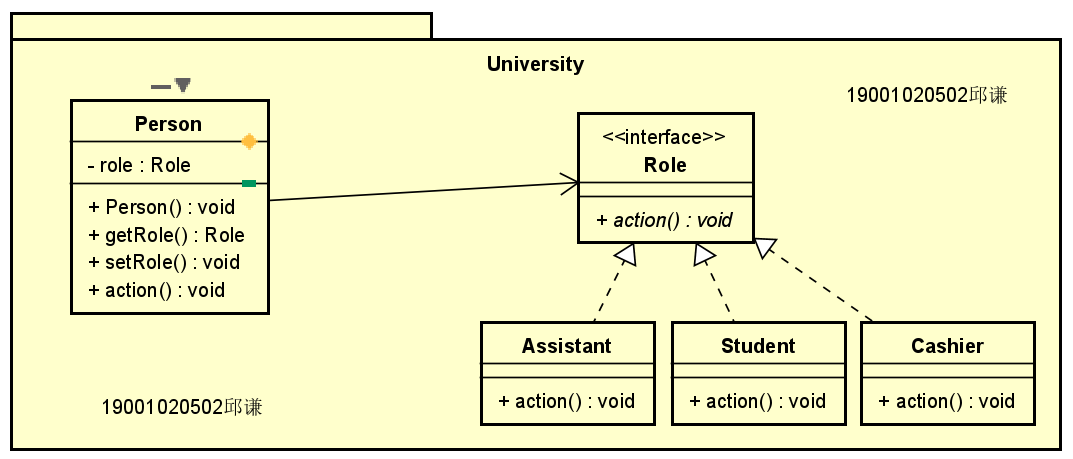 University
19001020502邱谦
Person
- role : Role
+ Person() : void
+ getRole() : Role
+ setRole() : void
+ action() : void
<<interface>>
Role
+ action() : void
Assistant
+ action() : void
Student
+ action() : void
Cashier
+ action() : void
19001020502邱谦